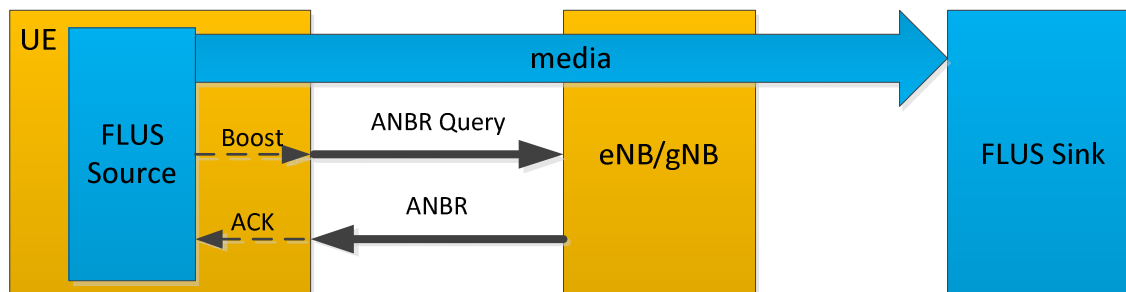 UE
media
FLUS
Source
Boost
ANBR Query
eNB/gNB
FLUS Sink
ACK
ANBR